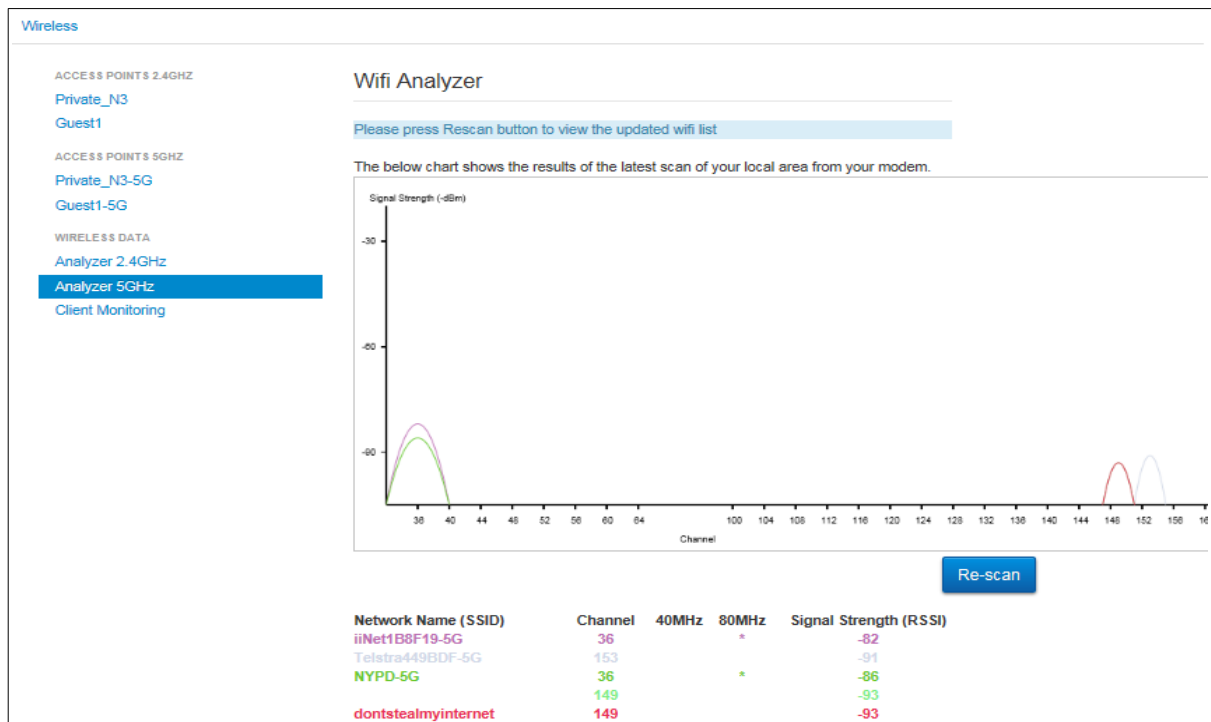 Wireless
ACCESS POINTS 2.4GHZ
Private_N3
Guest1
ACCESS POINTS 5GHZ
Private_N3-5G
Guest1-5G
WIRELESS DATA
Analyzer 2.4GHz
Analyzer 5GHz
Client Monitoring
Wifi Analyzer
Please press Rescan button to view the updated wifi list
The below chart shows the results of the latest scan of your local area from your modem.
Signal Strength (-dBm)
-30
-60
-90
36 40 44 48 52 56 60 64 100 104 108 112 116 120 124 128 132 136 140 144 148 152 156
Channel
Re-scan
Network Name (SSID) Channel 40MHz 80MHz Signal Strength (RSSI)
iiNet1B8F19-5G 36 * -82
Telstra449BDF-5G 153 -91
NYPD-5G 36 * -86
149 -93
dontstealmyinternet 149 -93